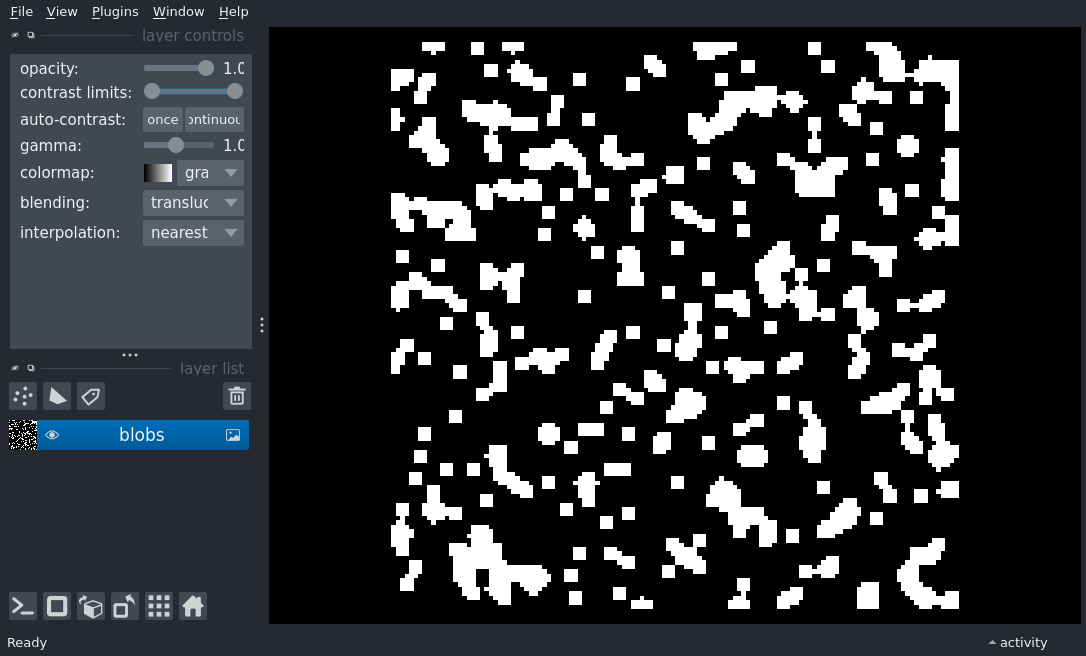 File View Plugins Window Help
layer controls
opacity: 1.0
contrast limits:
auto-contrast: once ontinuou
gamma: 1.0
colormap: gra
blending: transluc
interpolation: nearest
layer list
blobs
Ready activity